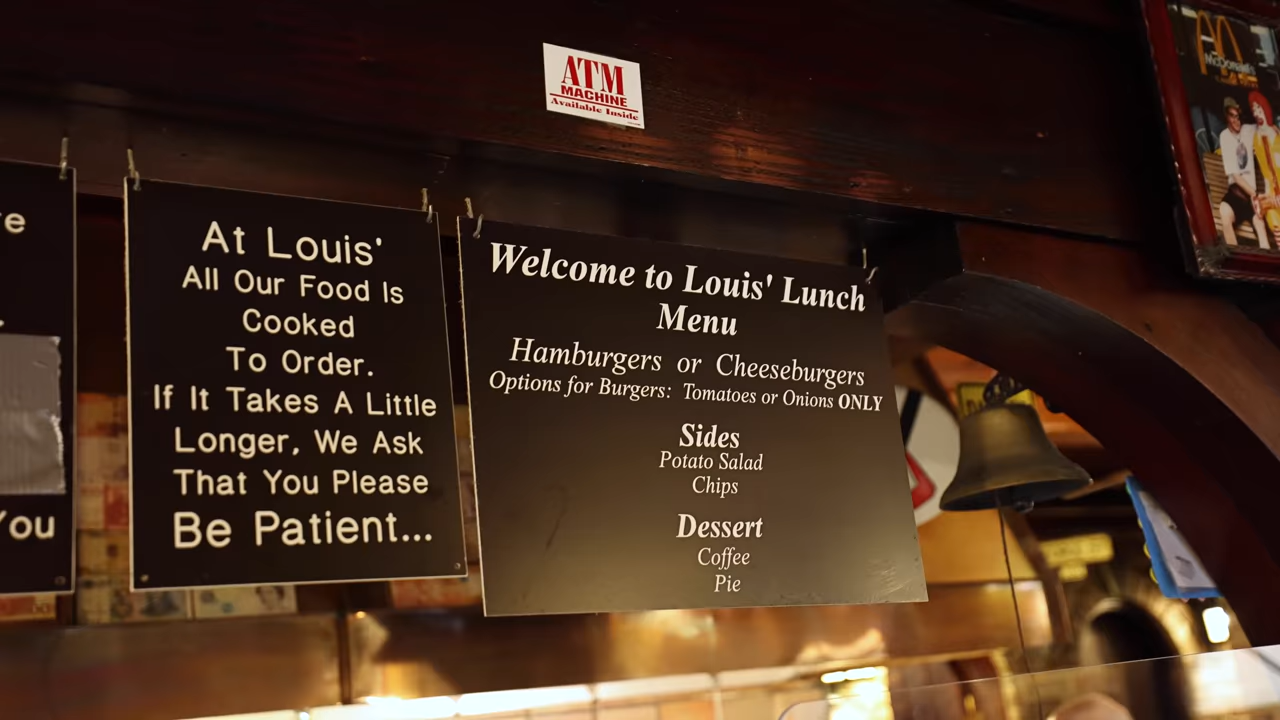 ATM
MACHINE
Available Inside
McDonald's
re
You
At Louis'
All Our Food Is
Cooked
To Order.
If It Takes A Little
Longer, We Ask
That You Please
Be Patient...
Welcome to Louis' Lunch
Menu
Hamburgers or Cheeseburgers
Options for Burgers: Tomatoes or Onions ONLY
Sides
Potato Salad
Chips
Dessert
Coffee
Pie